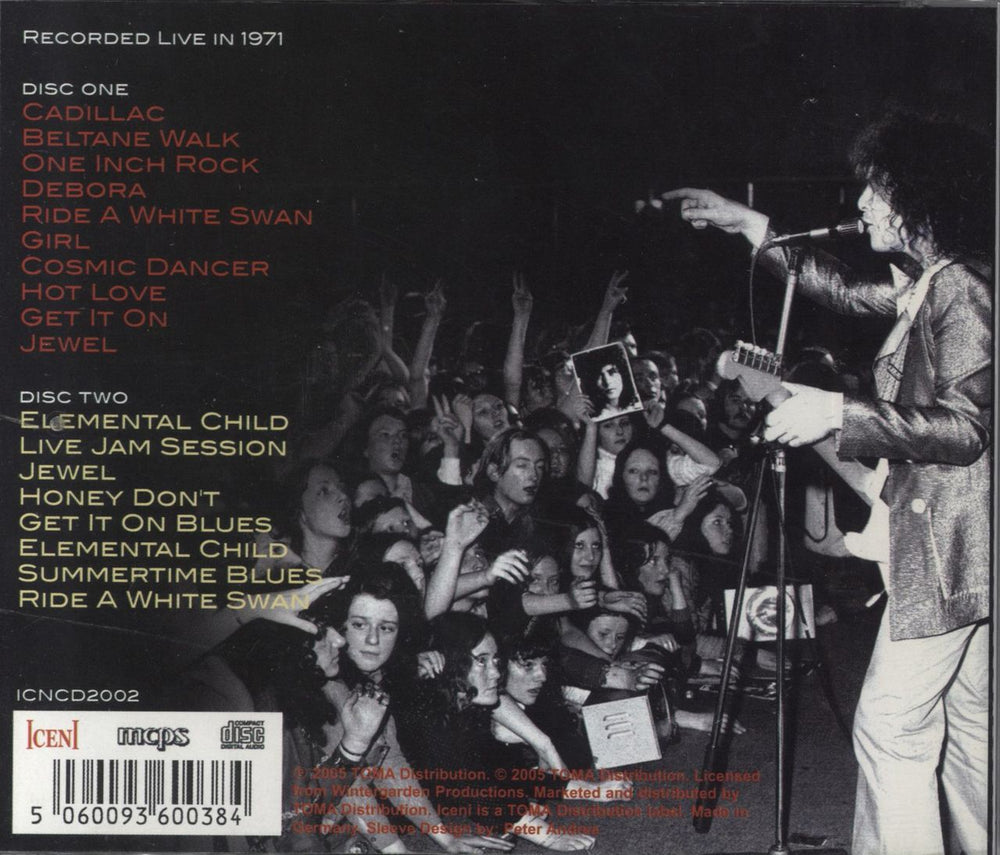 RECORDED LIVE IN 1971
DISC ONE
CADILLAC
BELTANE WALK
ONE INCH ROCK
DEBORA
RIDE A WHITE SWAN
GIRL
COSMIC DANCER
HOT LOVE
GET IT ON
JEWEL
DISC TWO
ELEMENTAL CHILD
LIVE JAM SESSION
JEWEL
HONEY DON'T
GET IT ON BLUES
ELEMENTAL CHILD
SUMMERTIME BLUES
RIDE A WHITE SWAN
ICNCD2002
ICENI mcps COMPACT disc DIGITAL AUDIO
5 060093 600384
℗ 2005 TOMA Distribution. © 2005 TOMA Distribution. Licensed
from Wintergarden Productions. Marketed and distributed by
TOMA Distribution. Iceni is a TOMA Distribution label. Made in
Germany. Sleeve Design by: Peter